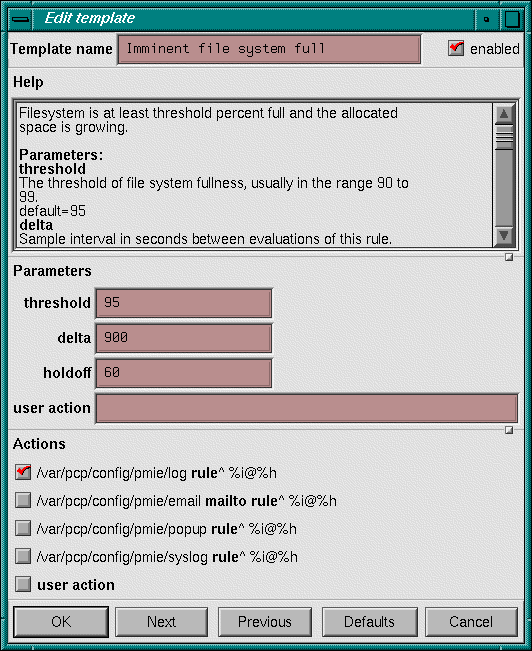 Edit template
Template name Imminent file system full enabled
Help
Filesystem is at least threshold percent full and the allocated
space is growing.
Parameters:
threshold
The threshold of file system fullness, usually in the range 90 to
99.
default=95
delta
Sample interval in seconds between evaluations of this rule.
Parameters
threshold 95
delta 900
holdoff 60
user action
Actions
/var/pcp/config/pmie/log rule^ %i@%h
/var/pcp/config/pmie/email mailto rule^ %i@%h
/var/pcp/config/pmie/popup rule^ %i@%h
/var/pcp/config/pmie/syslog rule^ %i@%h
user action
OK Next Previous Defaults Cancel